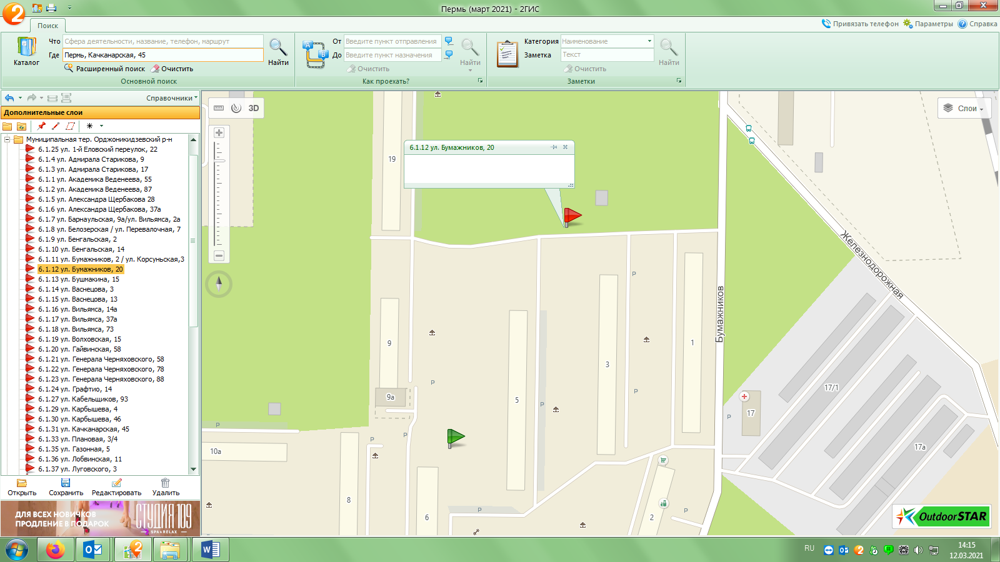 Пермь (март 2021) - 2ГИС
Поиск
Привязать телефон
Параметры
Справка
Каталог
Что
Сфера деятельности, название, телефон, маршрут
Где
Пермь, Качканарская, 45
Расширенный поиск
Очистить
Найти
Основной поиск
От
Введите пункт отправления
До
Введите пункт назначения
Очистить
Найти
Как проехать?
Категория
Наименование
Заметка
Текст
Очистить
Найти
Заметки
Справочники
Дополнительные слои
Муниципальная тер. Орджоникидзевский р-н
6.1.25 ул. 1-й Еловский переулок, 22
6.1.4 ул. Адмирала Старикова, 9
6.1.3 ул. Адмирала Старикова, 17
6.1.1 ул. Академика Веденеева, 55
6.1.2 ул. Академика Веденеева, 87
6.1.5 ул. Александра Щербакова 28
6.1.6 ул. Александра Щербакова, 37а
6.1.7 ул. Барнаульская, 9а/ул. Вильямса, 2а
6.1.8 ул. Белозерская / ул. Перевалочная, 7
6.1.9 ул. Бенгальская, 2
6.1.10 ул. Бенгальская, 14
6.1.11 ул. Бумажников, 2 / ул. Корсуньская,3
6.1.12 ул. Бумажников, 20
6.1.13 ул. Бушмакина, 15
6.1.14 ул. Васнецова, 3
6.1.15 ул. Васнецова, 13
6.1.16 ул. Вильямса, 14а
6.1.17 ул. Вильямса, 37а
6.1.18 ул. Вильямса, 73
6.1.19 ул. Волховская, 15
6.1.20 ул. Гайвинская, 58
6.1.21 ул. Генерала Черняховского, 58
6.1.22 ул. Генерала Черняховского, 78
6.1.23 ул. Генерала Черняховского, 88
6.1.24 ул. Графтио, 14
6.1.27 ул. Кабельщиков, 93
6.1.29 ул. Карбышева, 4
6.1.30 ул. Карбышева, 46
6.1.31 ул. Качканарская, 45
6.1.33 ул. Плановая, 3/4
6.1.35 ул. Газонная, 5
6.1.36 ул. Лобвинская, 11
6.1.37 ул. Луговского, 3
Открыть
Сохранить
Редактировать
Удалить
ДЛЯ ВСЕХ НОВИЧКОВ
ПРОДЛЕНИЕ В ПОДАРОК
СТУДИЯ 109
SPA & RELAX
3D
Слои
6.1.12 ул. Бумажников, 20
19
Железнодорожная
Бумажников
P
9
3
1
P
5
P
P
9а
17/1
17
P
P
P
P
10а
17а
8
6
P
2
P
OutdoorSTAR
RU
14:15
12.03.2021